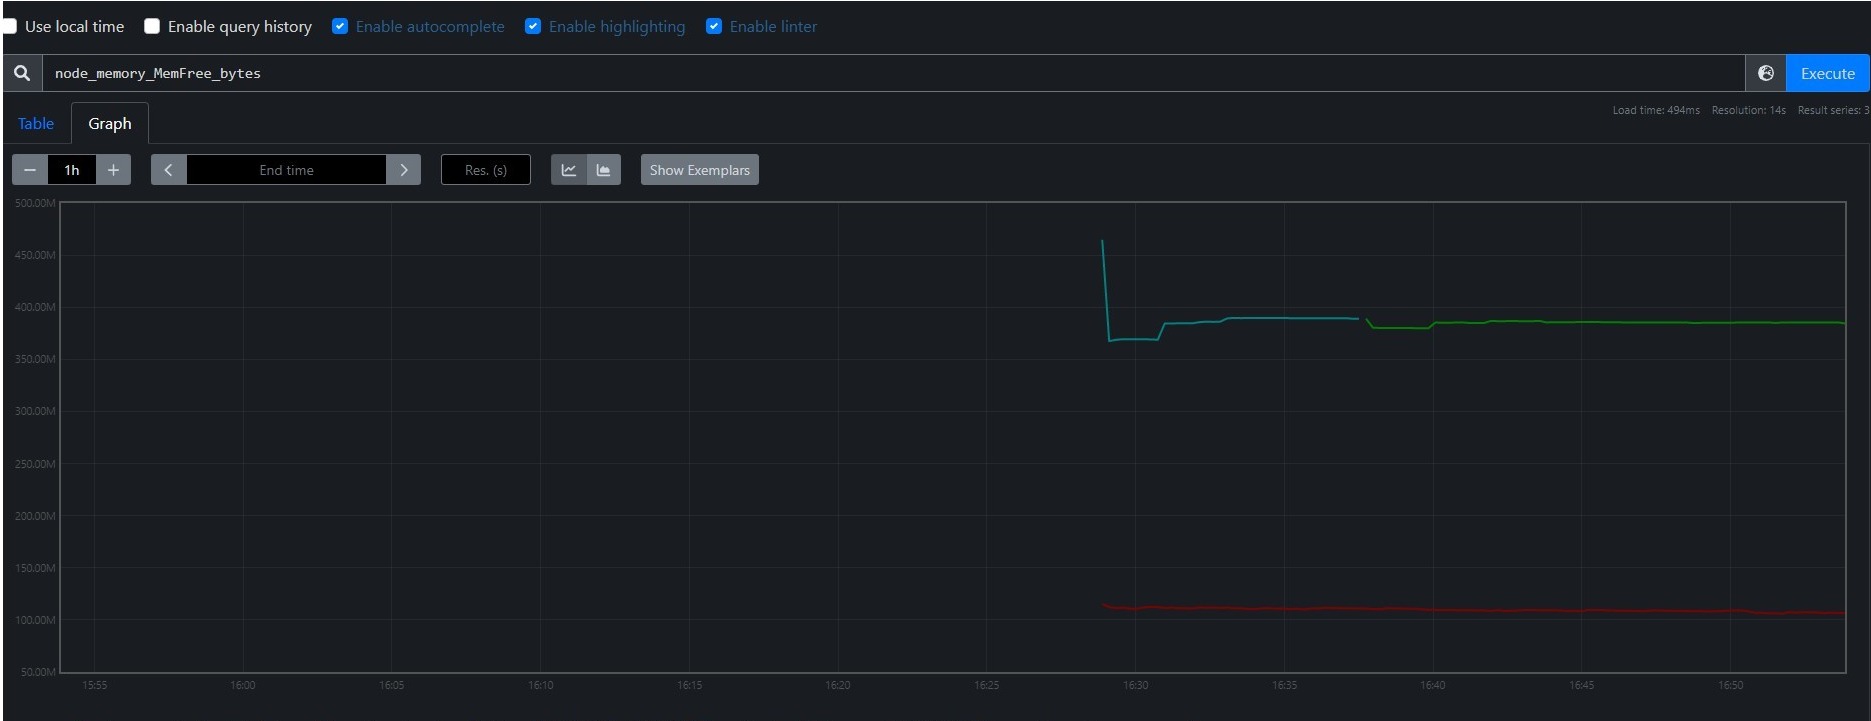 Use local time Enable query history Enable autocomplete Enable highlighting Enable linter
node_memory_MemFree_bytes Execute
Load time: 494ms Resolution: 14s Result series: 3
Table Graph
1h End time Res. (s) Show Exemplars
500.00M
450.00M
400.00M
350.00M
300.00M
250.00M
200.00M
150.00M
100.00M
50.00M
15:55 16:00 16:05 16:10 16:15 16:20 16:25 16:30 16:35 16:40 16:45 16:50